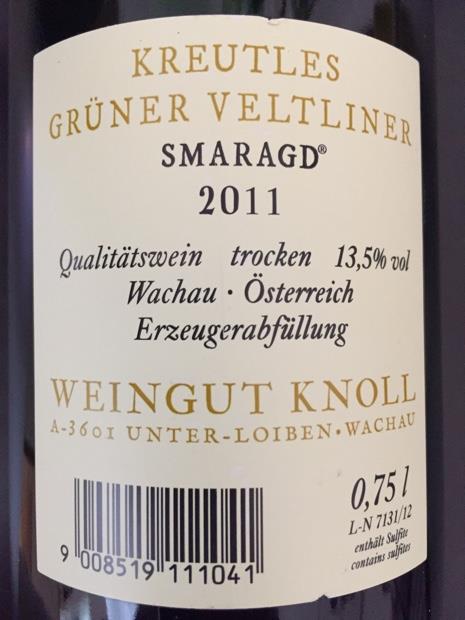 KREUTLES
GRÜNER VELTLINER
SMARAGD®
2011
Qualitätswein trocken 13,5% vol
Wachau · Österreich
Erzeugerabfüllung
WEINGUT KNOLL
A-3601 UNTER-LOIBEN • WACHAU
0,75 l
L-N 7131/12
enthält Sulfite
contains sulfites
9 008519 111041